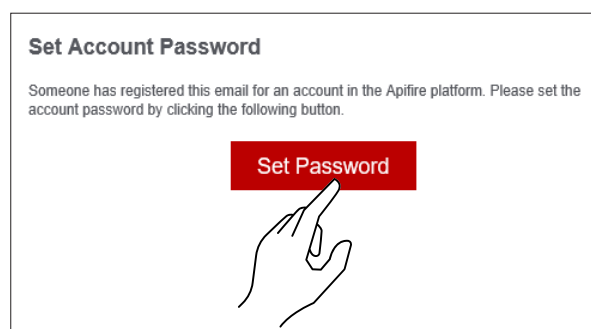 Set Account Password
Someone has registered this email for an account in the Apifire platform. Please set the
account password by clicking the following button.
Set Password